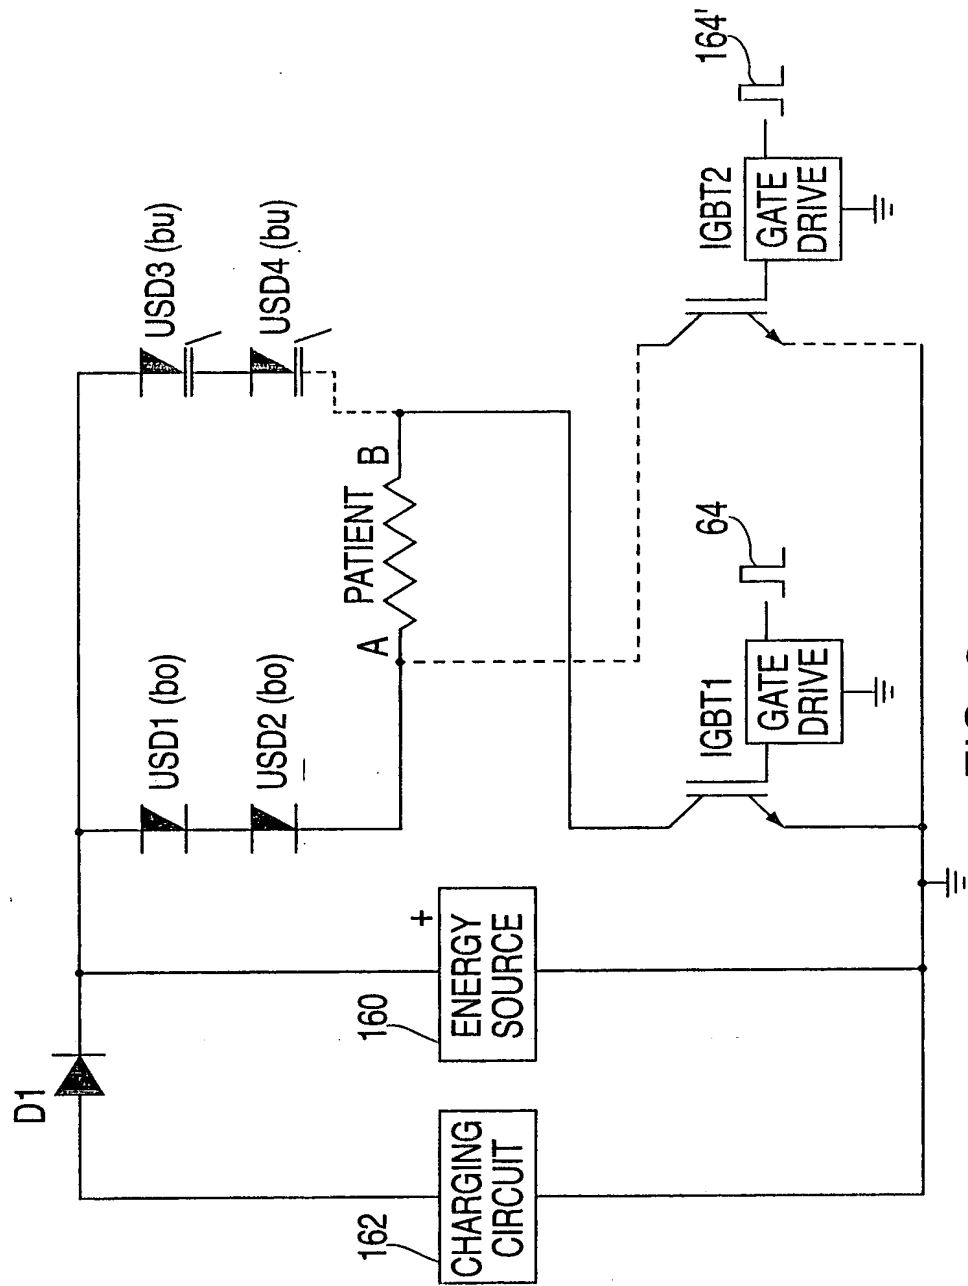 D1
USD1 (bo)
USD2 (bo)
USD3 (bu)
USD4 (bu)
A
PATIENT
B
162
CHARGING
CIRCUIT
160
+
ENERGY
SOURCE
IGBT1
GATE
DRIVE
64
IGBT2
GATE
DRIVE
164'